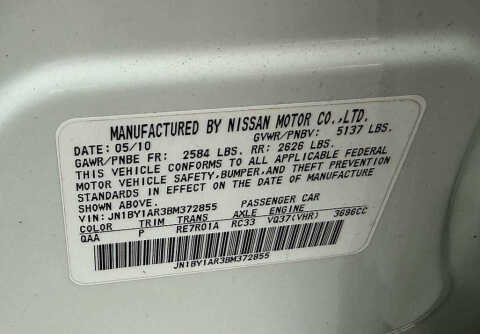 MANUFACTURED BY NISSAN MOTOR CO.,LTD.
DATE: 05/10 GVWR/PNBV: 5137 LBS.
GAWR/PNBE FR: 2584 LBS. RR: 2626 LBS.
THIS VEHICLE CONFORMS TO ALL APPLICABLE FEDERAL
MOTOR VEHICLE SAFETY,BUMPER,AND THEFT PREVENTION
STANDARDS IN EFFECT ON THE DATE OF MANUFACTURE
SHOWN ABOVE.
VIN: JN1BY1AR3BM372855 PASSENGER CAR
COLOR TRIM TRANS AXLE ENGINE
QAA P RE7R01A RC33 VQ37(VHR) 3696CC
JN1BY1AR3BM372855